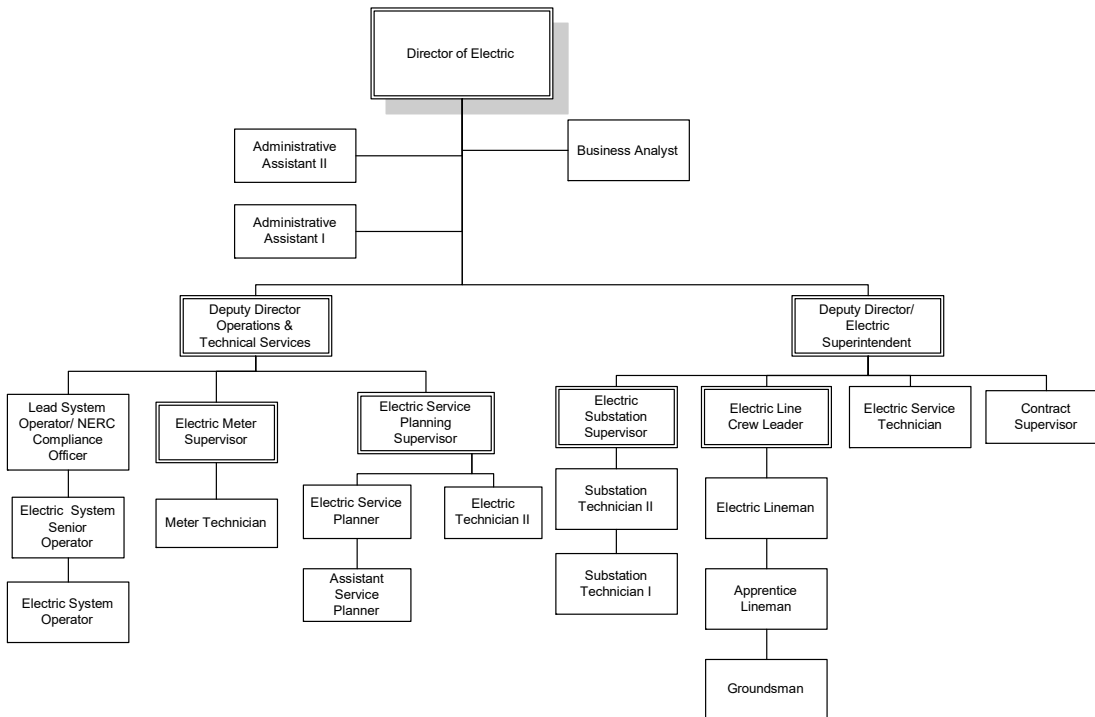 Director of Electric
Administrative
Assistant II
Business Analyst
Administrative
Assistant I
Deputy Director
Operations &
Technical Services
Deputy Director/
Electric
Superintendent
Lead System
Operator/ NERC
Compliance
Officer
Electric Meter
Supervisor
Electric Service
Planning
Supervisor
Electric
Substation
Supervisor
Electric Line
Crew Leader
Electric Service
Technician
Contract
Supervisor
Electric System
Senior
Operator
Meter Technician
Electric Service
Planner
Electric
Technician II
Substation
Technician II
Electric Lineman
Electric System
Operator
Assistant
Service
Planner
Substation
Technician I
Apprentice
Lineman
Groundsman